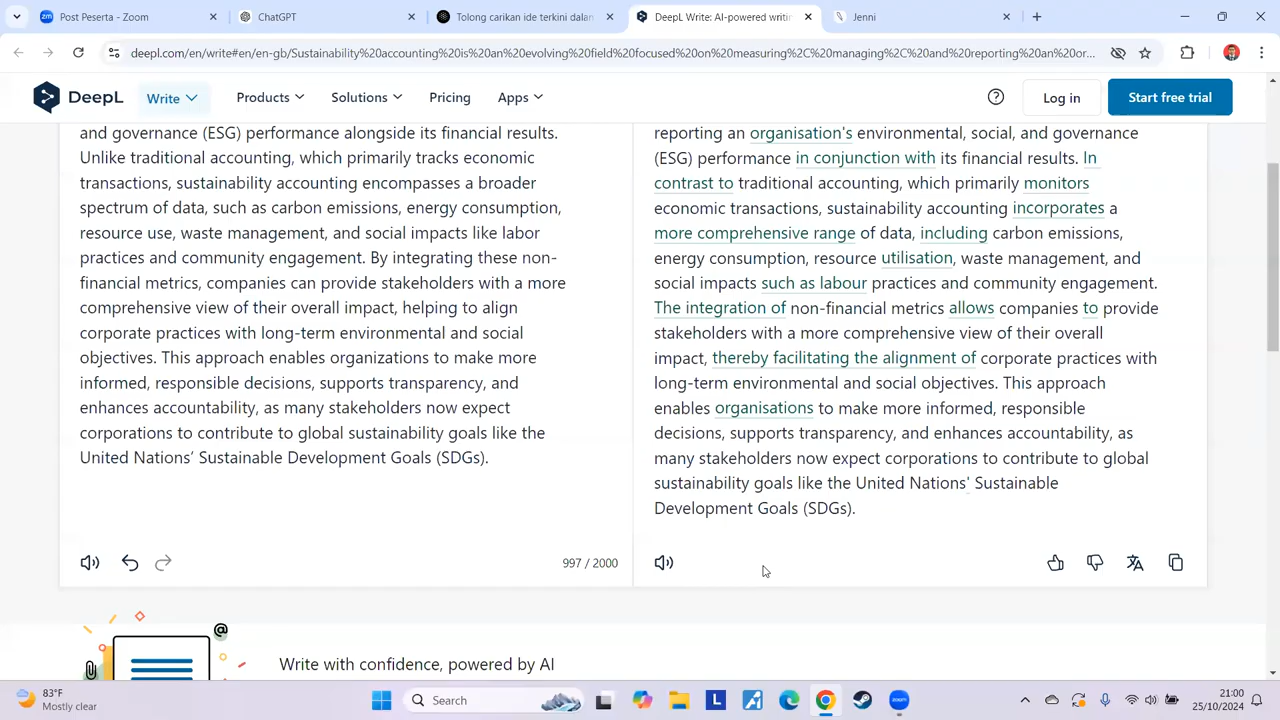 Post Peserta - Zoom
ChatGPT
Tolong carikan ide terkini dalan
DeepL Write: AI-powered writin
Jenni
deepl.com/en/write#en/en-gb/Sustainability%20accounting%20is%20an%20evolving%20field%20focused%20on%20measuring%2C%20managing%2C%20and%20reporting%20an%20or...
DeepL
Write
Products
Solutions
Pricing
Apps
Log in
Start free trial
and governance (ESG) performance alongside its financial results.
Unlike traditional accounting, which primarily tracks economic
transactions, sustainability accounting encompasses a broader
spectrum of data, such as carbon emissions, energy consumption,
resource use, waste management, and social impacts like labor
practices and community engagement. By integrating these non-
financial metrics, companies can provide stakeholders with a more
comprehensive view of their overall impact, helping to align
corporate practices with long-term environmental and social
objectives. This approach enables organizations to make more
informed, responsible decisions, supports transparency, and
enhances accountability, as many stakeholders now expect
corporations to contribute to global sustainability goals like the
United Nations' Sustainable Development Goals (SDGs).
997 / 2000
reporting an organisation's environmental, social, and governance
(ESG) performance in conjunction with its financial results. In
contrast to traditional accounting, which primarily monitors
economic transactions, sustainability accounting incorporates a
more comprehensive range of data, including carbon emissions,
energy consumption, resource utilisation, waste management, and
social impacts such as labour practices and community engagement.
The integration of non-financial metrics allows companies to provide
stakeholders with a more comprehensive view of their overall
impact, thereby facilitating the alignment of corporate practices with
long-term environmental and social objectives. This approach
enables organisations to make more informed, responsible
decisions, supports transparency, and enhances accountability, as
many stakeholders now expect corporations to contribute to global
sustainability goals like the United Nations' Sustainable
Development Goals (SDGs).
Write with confidence, powered by AI
83°F
Mostly clear
Search
21:00
25/10/2024